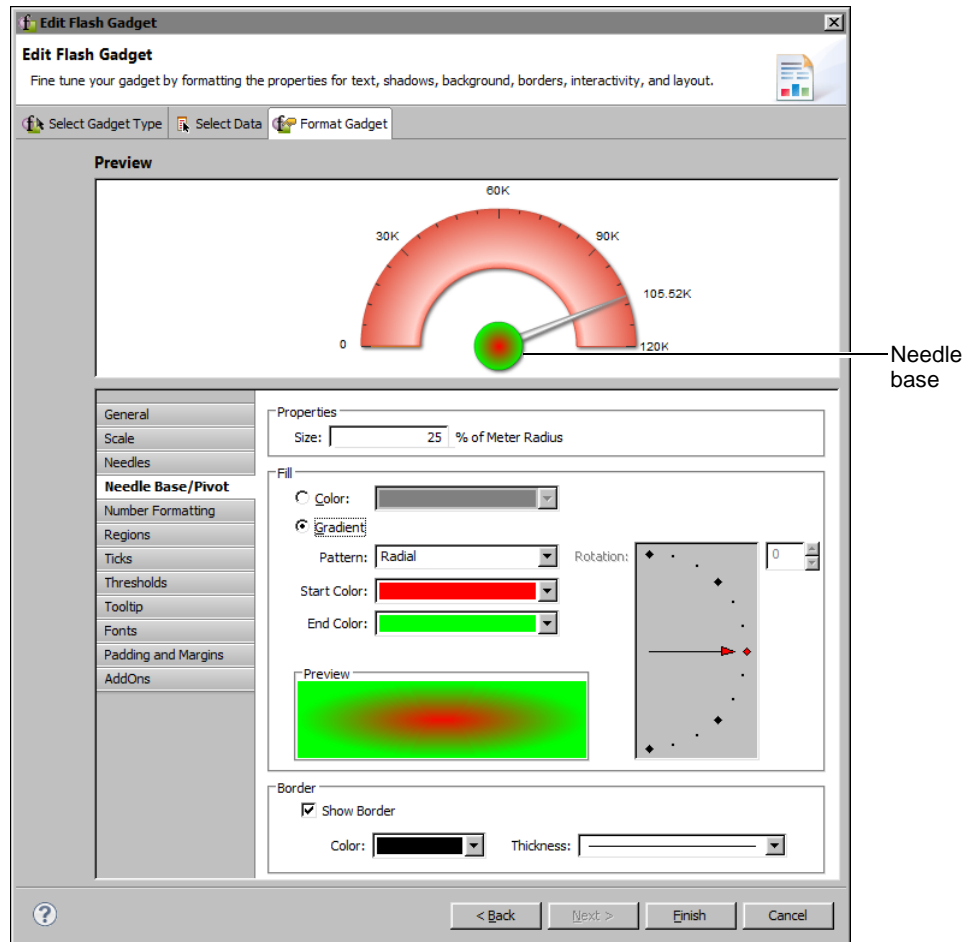 Edit Flash Gadget
Edit Flash Gadget
Fine tune your gadget by formatting the properties for text, shadows, background, borders, interactivity, and layout.
Select Gadget Type
Select Data
Format Gadget
Preview
60K
30K
90K
105.52K
0
120K
Needle
base
General
Scale
Needles
Needle Base/Pivot
Number Formatting
Regions
Ticks
Thresholds
Tooltip
Fonts
Padding and Margins
AddOns
Properties
Size: 25 % of Meter Radius
Fill
Color:
Gradient
Pattern: Radial
Rotation: 0
Start Color:
End Color:
Preview
Border
Show Border
Color:
Thickness:
?
< Back
Next >
Finish
Cancel